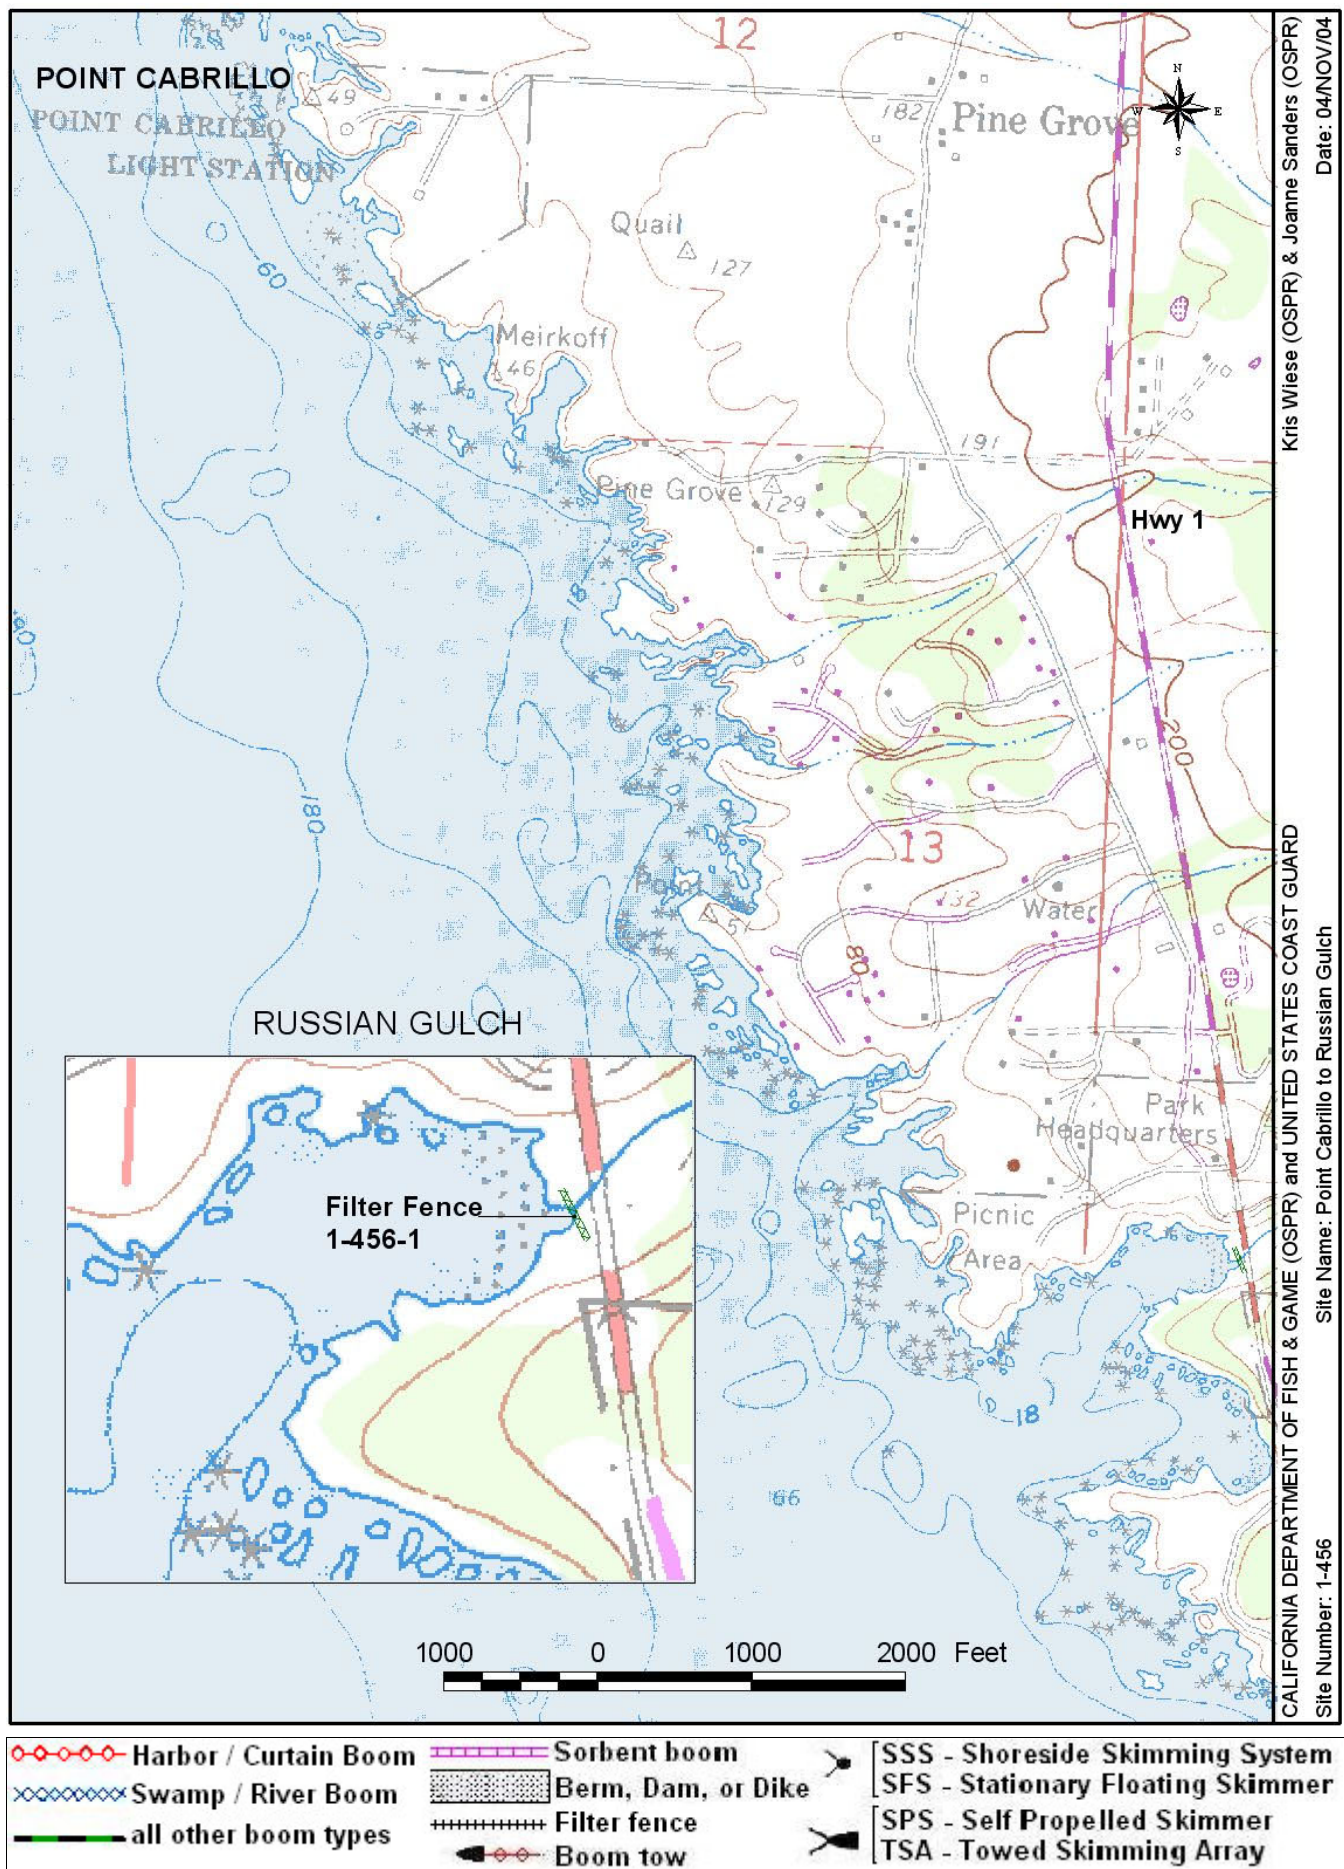 POINT CABRILLO
POINT CABRILLO
LIGHT STATION
49
12
182
Pine Grove
N
W
E
S
60
Quail
127
Meirkoff
46
191
Pine Grove
129
Hwy 1
18
180
200
13
Point
51
132
Water
80
RUSSIAN GULCH
Park
Headquarters
Picnic
Area
Filter Fence
1-456-1
18
66
1000 0 1000 2000 Feet
Kris Wiese (OSPR) & Joanne Sanders (OSPR)
Date: 04/NOV/04
CALIFORNIA DEPARTMENT OF FISH & GAME (OSPR) and UNITED STATES COAST GUARD
Site Number: 1-456
Site Name: Point Cabrillo to Russian Gulch
Harbor / Curtain Boom
Swamp / River Boom
all other boom types
Sorbent boom
Berm, Dam, or Dike
Filter fence
Boom tow
SSS - Shoreside Skimming System
SFS - Stationary Floating Skimmer
SPS - Self Propelled Skimmer
TSA - Towed Skimming Array